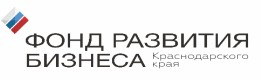 ФОНД РАЗВИТИЯ
БИЗНЕСА Краснодарского
края